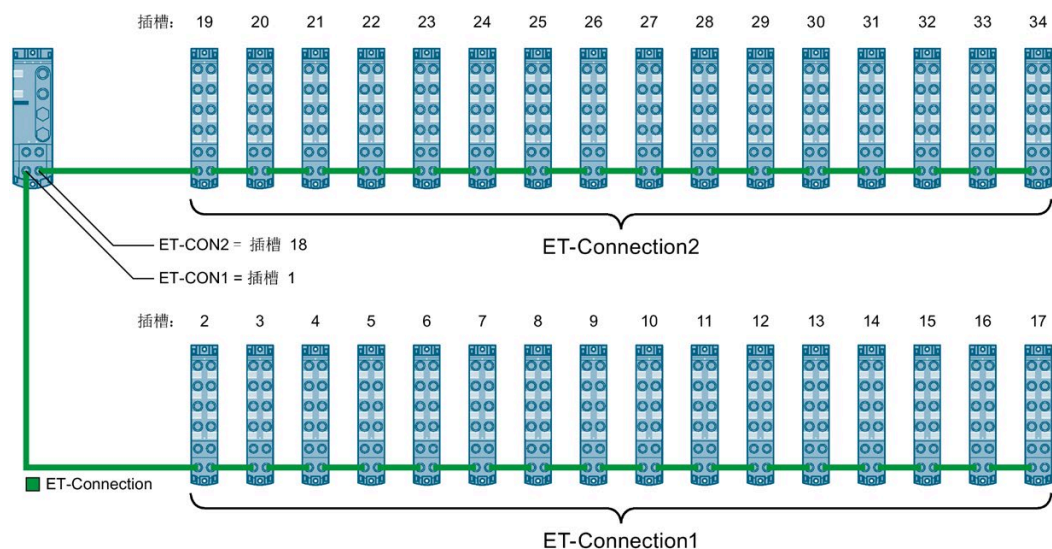 插槽: 19 20 21 22 23 24 25 26 27 28 29 30 31 32 33 34
ET-Connection2
ET-CON2 = 插槽 18
ET-CON1 = 插槽 1
插槽: 2 3 4 5 6 7 8 9 10 11 12 13 14 15 16 17
ET-Connection
ET-Connection1